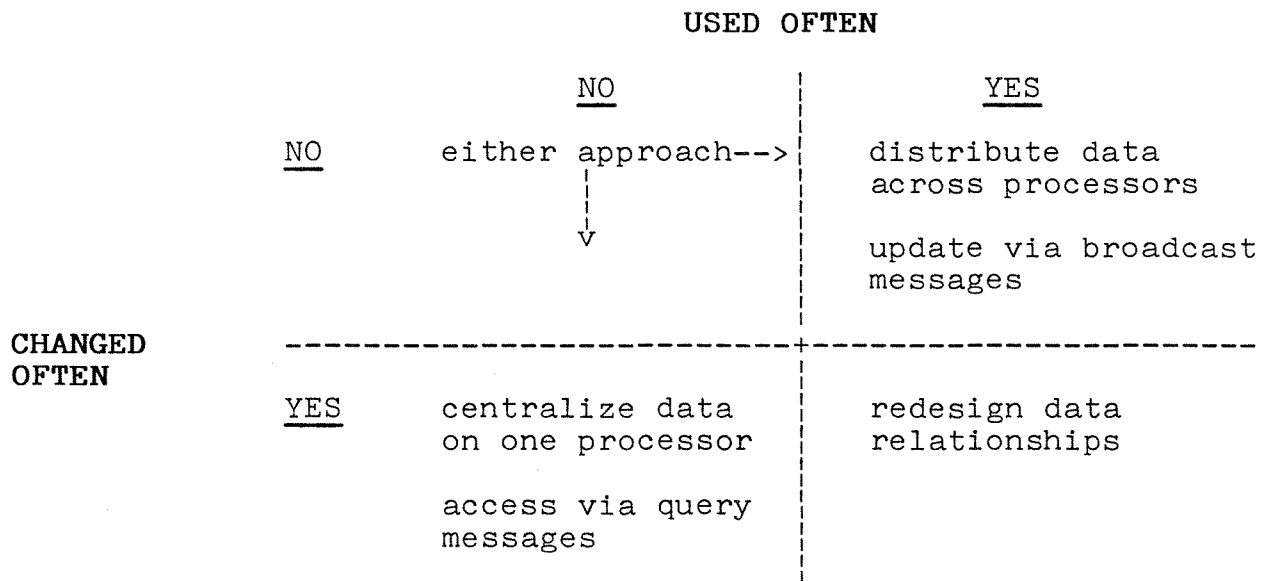 USED OFTEN
NO YES
NO either approach--> distribute data
across processors
v update via broadcast
messages
CHANGED
OFTEN
YES centralize data redesign data
on one processor relationships
access via query
messages